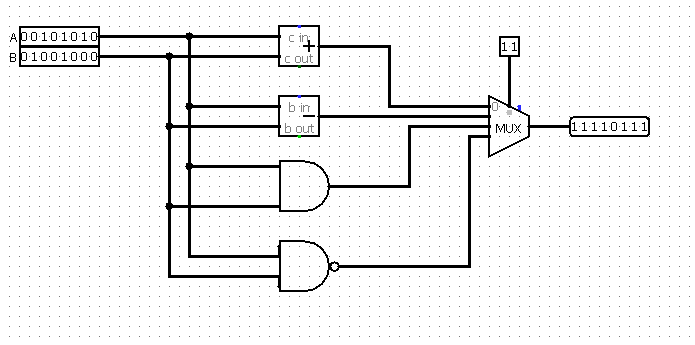 A 00101010
B 01001000
c in
+
c out
b in
−
b out
11
0
MUX
11110111